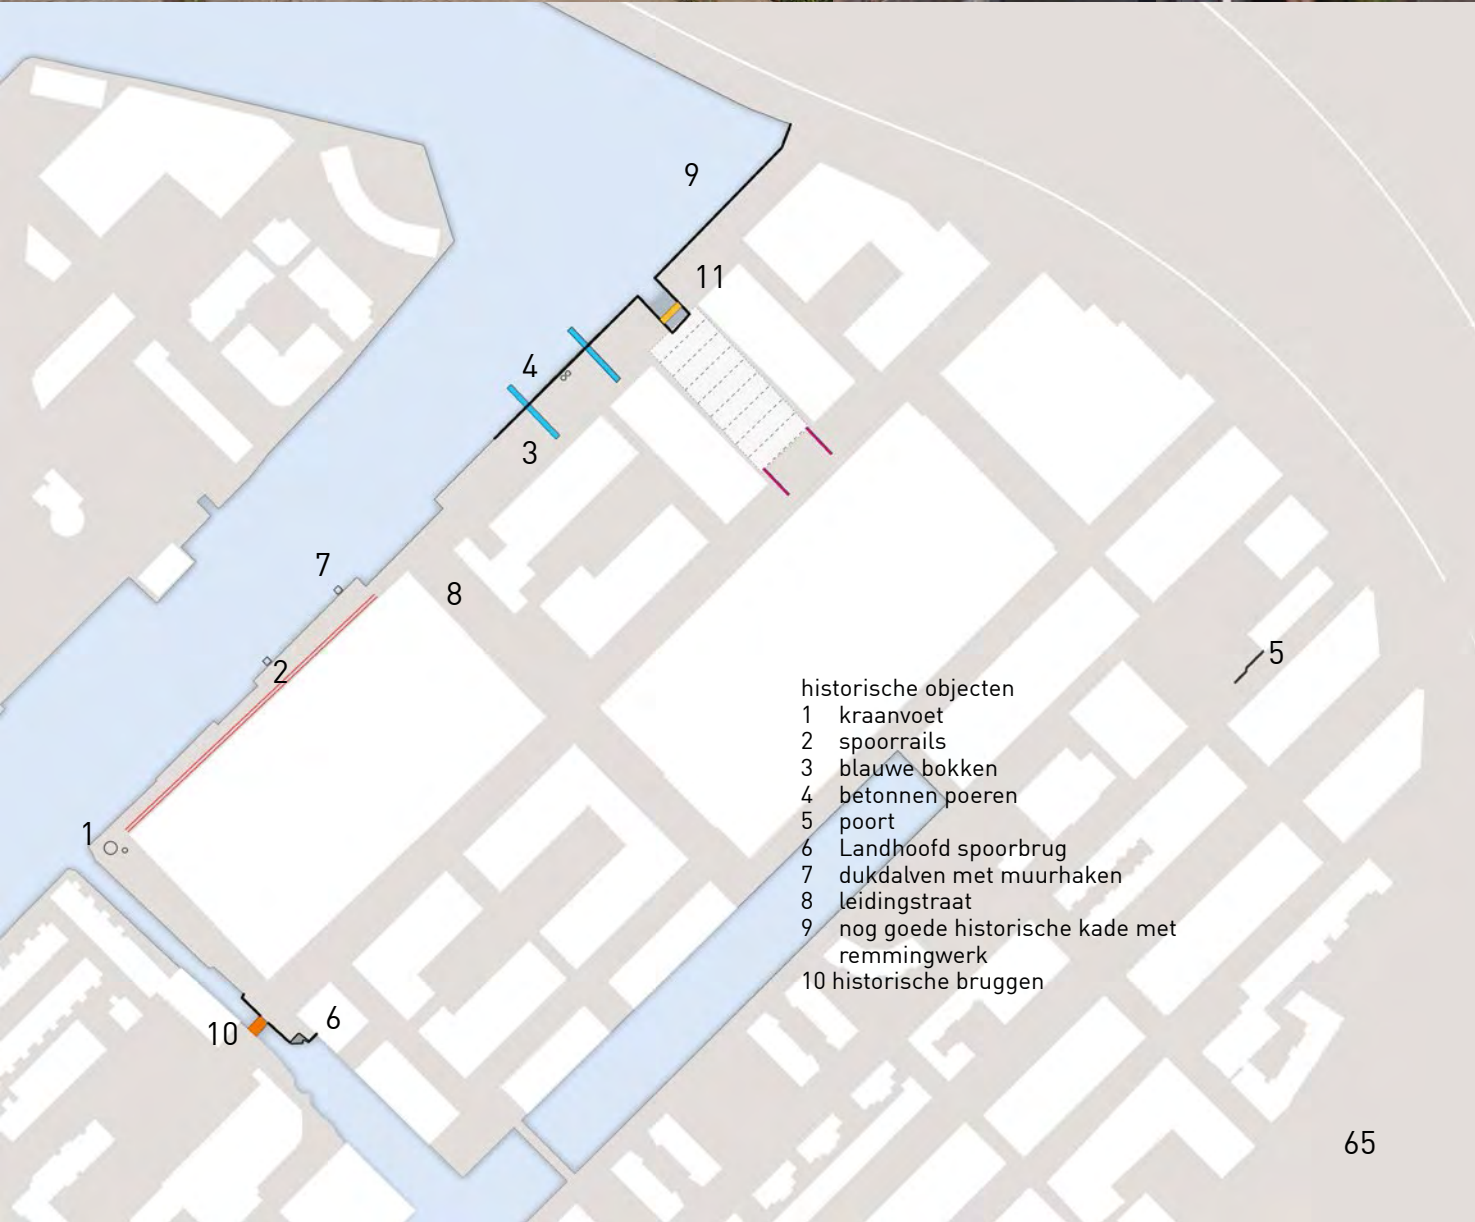 9
11
4
3
7
8
5
2
historische objecten
1 kraanvoet
2 spoorrails
3 blauwe bokken
4 betonnen poeren
5 poort
6 Landhoofd spoorbrug
7 dukdalven met muurhaken
8 leidingstraat
9 nog goede historische kade met
remmingwerk
10 historische bruggen
1
6
10
65